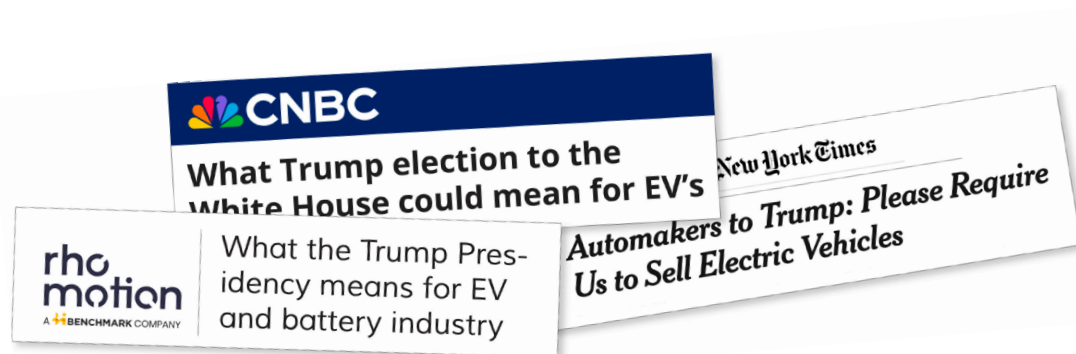 CNBC
What Trump election to the
White House could mean for EV's
New York Times
Automakers to Trump: Please Require
Us to Sell Electric Vehicles
rho
motion
A BENCHMARK COMPANY
What the Trump Pres-
idency means for EV
and battery industry